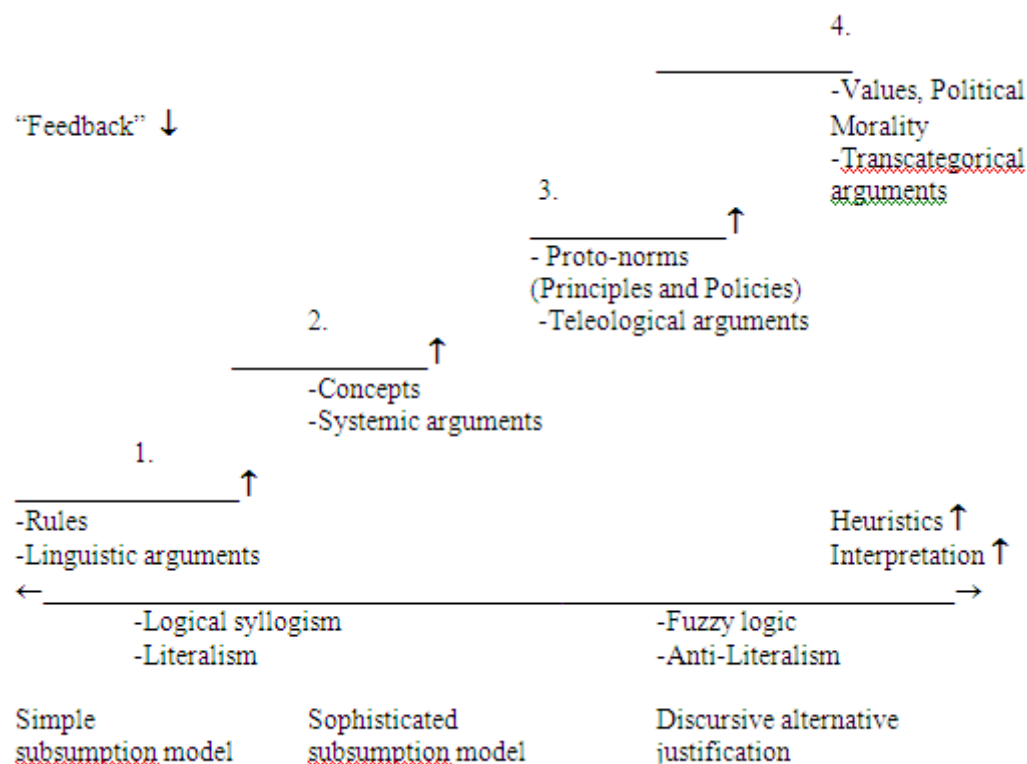 4.
-Values, Political
“Feedback” ↓ Morality
-Transcategorical
arguments
3.
↑
- Proto-norms
(Principles and Policies)
-Teleological arguments
2.
↑
-Concepts
-Systemic arguments
1.
↑
-Rules Heuristics ↑
-Linguistic arguments Interpretation ↑
← →
-Logical syllogism -Fuzzy logic
-Literalism -Anti-Literalism
Simple Sophisticated Discursive alternative
subsumption model subsumption model justification